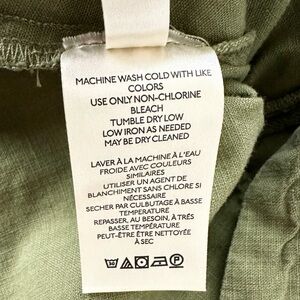 MACHINE WASH COLD WITH LIKE
COLORS
USE ONLY NON-CHLORINE
BLEACH
TUMBLE DRY LOW
LOW IRON AS NEEDED
MAY BE DRY CLEANED
LAVER À LA MACHINE À L'EAU
FROIDE AVEC COULEURS
SIMILAIRES
UTILISER UN AGENT DE
BLANCHIMENT SANS CHLORE SI
NÉCESSAIRE
SECHER PAR CULBUTAGE À BASSE
TEMPÉRATURE
REPASSER, AU BESOIN, À TRÈS
BASSE TEMPÉRATURE
PEUT-ÊTRE ÊTRE NETTOYÉE
À SEC